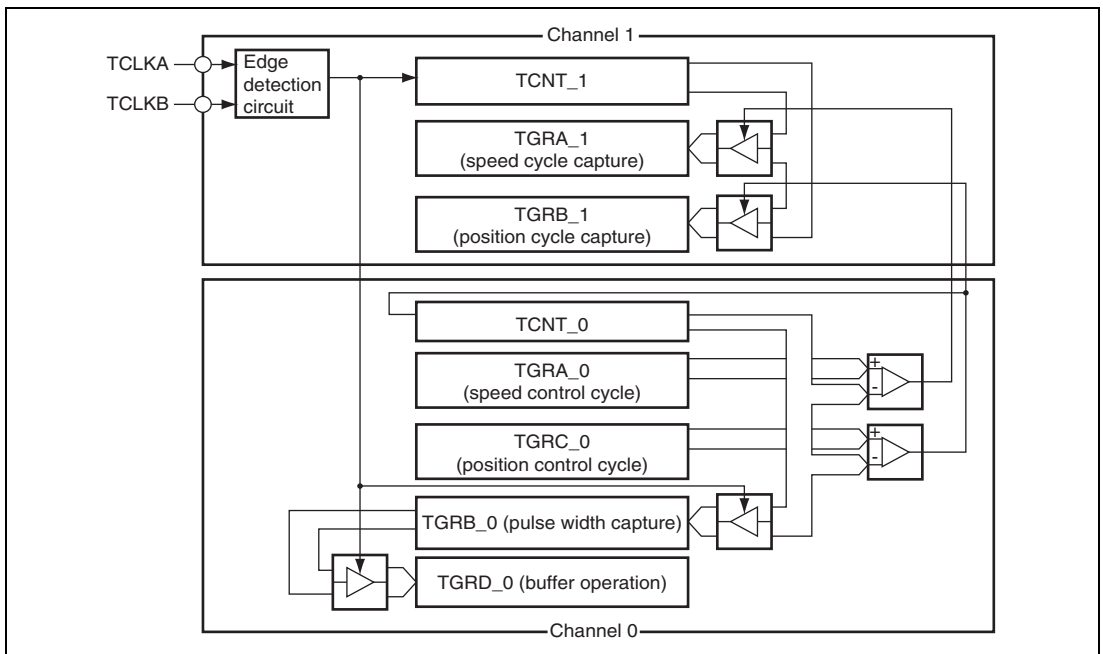 Channel 1
TCLKA
TCLKB
Edge
detection
circuit
TCNT_1
TGRA_1
(speed cycle capture)
TGRB_1
(position cycle capture)
TCNT_0
TGRA_0
(speed control cycle)
+
-
TGRC_0
(position control cycle)
+
-
TGRB_0 (pulse width capture)
TGRD_0 (buffer operation)
Channel 0